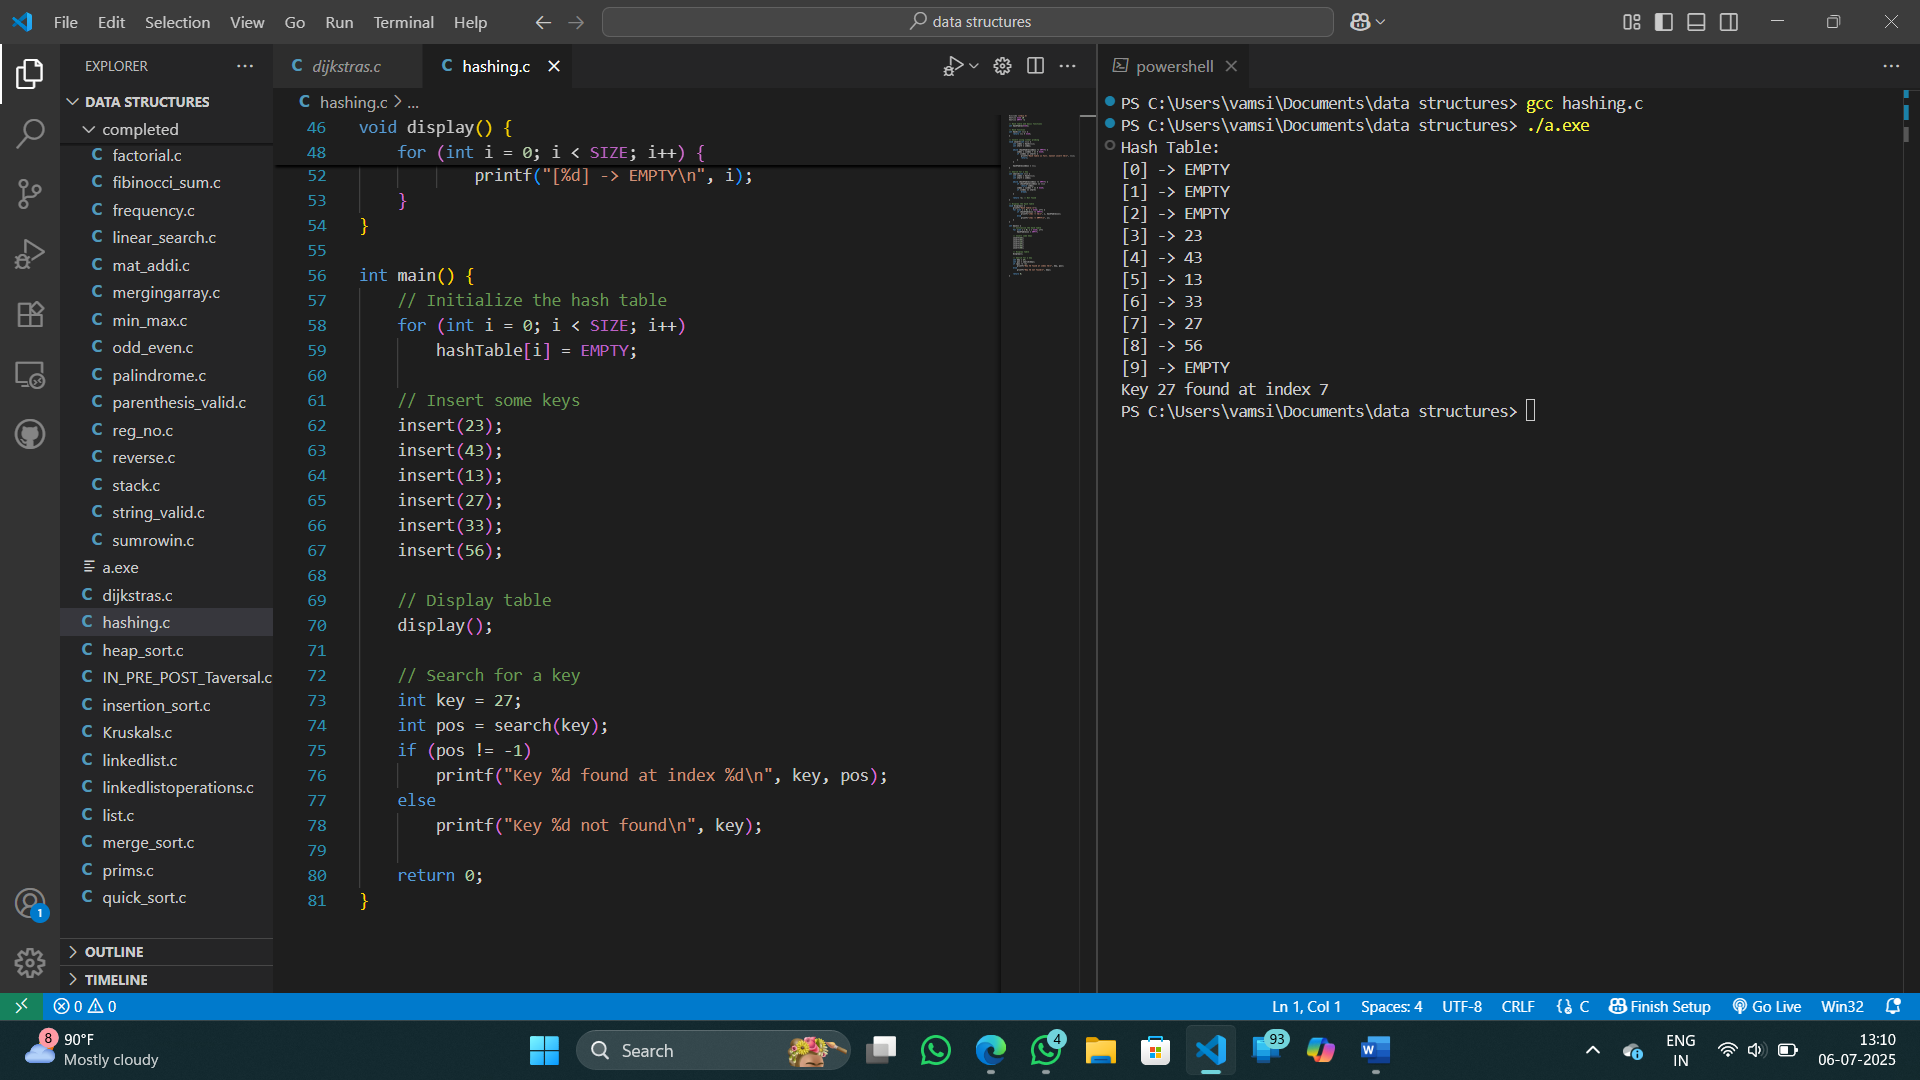 File Edit Selection View Go Run Terminal Help
data structures
EXPLORER
DATA STRUCTURES
completed
C factorial.c
C fibinocci_sum.c
C frequency.c
C linear_search.c
C mat_addi.c
C mergingarray.c
C min_max.c
C odd_even.c
C palindrome.c
C parenthesis_valid.c
C reg_no.c
C reverse.c
C stack.c
C string_valid.c
C sumrowin.c
a.exe
C dijkstras.c
C hashing.c
C heap_sort.c
C IN_PRE_POST_Taversal.c
C insertion_sort.c
C Kruskals.c
C linkedlist.c
C linkedlistoperations.c
C list.c
C merge_sort.c
C prims.c
C quick_sort.c
OUTLINE
TIMELINE
1
C dijkstras.c
C hashing.c
C hashing.c > ...
46 void display() {
48 for (int i = 0; i < SIZE; i++) {
52 printf("[%d] -> EMPTY\n", i);
53 }
54 }
55
56 int main() {
57 // Initialize the hash table
58 for (int i = 0; i < SIZE; i++)
59 hashTable[i] = EMPTY;
60
61 // Insert some keys
62 insert(23);
63 insert(43);
64 insert(13);
65 insert(27);
66 insert(33);
67 insert(56);
68
69 // Display table
70 display();
71
72 // Search for a key
73 int key = 27;
74 int pos = search(key);
75 if (pos != -1)
76 printf("Key %d found at index %d\n", key, pos);
77 else
78 printf("Key %d not found\n", key);
79
80 return 0;
81 }
powershell
PS C:\Users\vamsi\Documents\data structures> gcc hashing.c
PS C:\Users\vamsi\Documents\data structures> ./a.exe
Hash Table:
[0] -> EMPTY
[1] -> EMPTY
[2] -> EMPTY
[3] -> 23
[4] -> 43
[5] -> 13
[6] -> 33
[7] -> 27
[8] -> 56
[9] -> EMPTY
Key 27 found at index 7
PS C:\Users\vamsi\Documents\data structures>
0 0
Ln 1, Col 1 Spaces: 4 UTF-8 CRLF {} C Finish Setup Go Live Win32
8
90°F
Mostly cloudy
Search
4
93
ENG
IN
13:10
06-07-2025